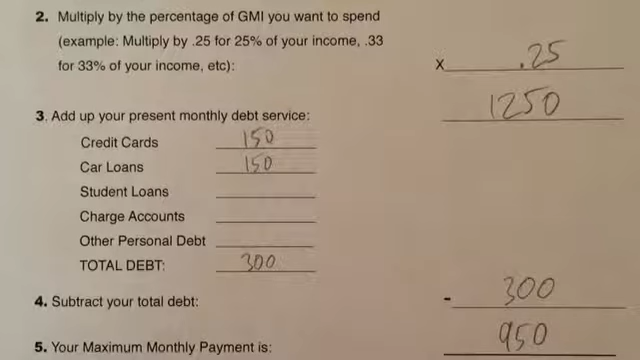 2. Multiply by the percentage of GMI you want to spend
(example: Multiply by .25 for 25% of your income, .33
for 33% of your income, etc): x .25
1250
3. Add up your present monthly debt service:
Credit Cards 150
Car Loans 150
Student Loans
Charge Accounts
Other Personal Debt
TOTAL DEBT: 300
4. Subtract your total debt: - 300
5. Your Maximum Monthly Payment is: 950